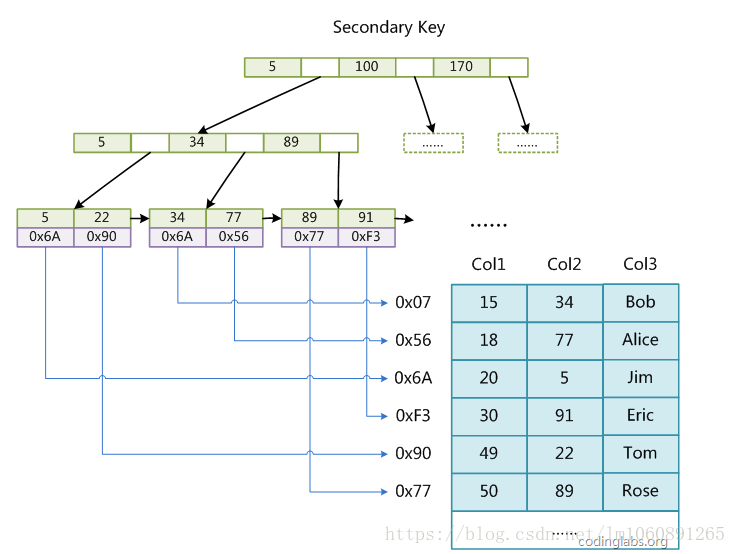 Secondary Key
5 100 170
5 34 89
...... ......
5 22 34 77 89 91
0x6A 0x90 0x6A 0x56 0x77 0xF3
......
Col1 Col2 Col3
0x07 15 34 Bob
0x56 18 77 Alice
0x6A 20 5 Jim
0xF3 30 91 Eric
0x90 49 22 Tom
0x77 50 89 Rose
......
https://blog.csdn.net/lm1060891265
codinglabs.org